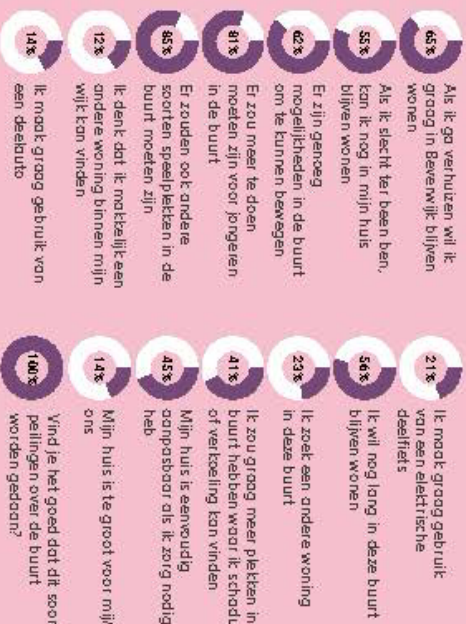 65%
Als ik ga verhuizen wil ik
graag in Beverwijk blijven
wonen
55%
Als ik slecht ter been ben,
kan ik nog in mijn huis
blijven wonen
62%
Er zijn genoeg
mogelijkheden in de buurt
om te kunnen bewegen
81%
Er zou meer te doen
moeten zijn voor jongeren
in de buurt
85%
Er zouden ook andere
soorten speelplekken in de
buurt moeten zijn
12%
Ik denk dat ik makkelijk een
andere woning binnen mijn
wijk kan vinden
14%
Ik maak graag gebruik van
een deelauto
21%
Ik maak graag gebruik
van een elektrische
deelfiets
56%
Ik wil nog lang in deze buurt
blijven wonen
23%
Ik zoek een andere woning
in deze buurt
41%
Ik zou graag meer plekken in
buurt hebben waar ik schadu
of verkoeling kan vinden
45%
Mijn huis is eenvoudig
aanpasbaar als ik zorg nodig
heb
14%
Mijn huis is te groot voor mij
ons
100%
Vind je het goed dat dit soor
peilingen over de buurt
worden gedaan?